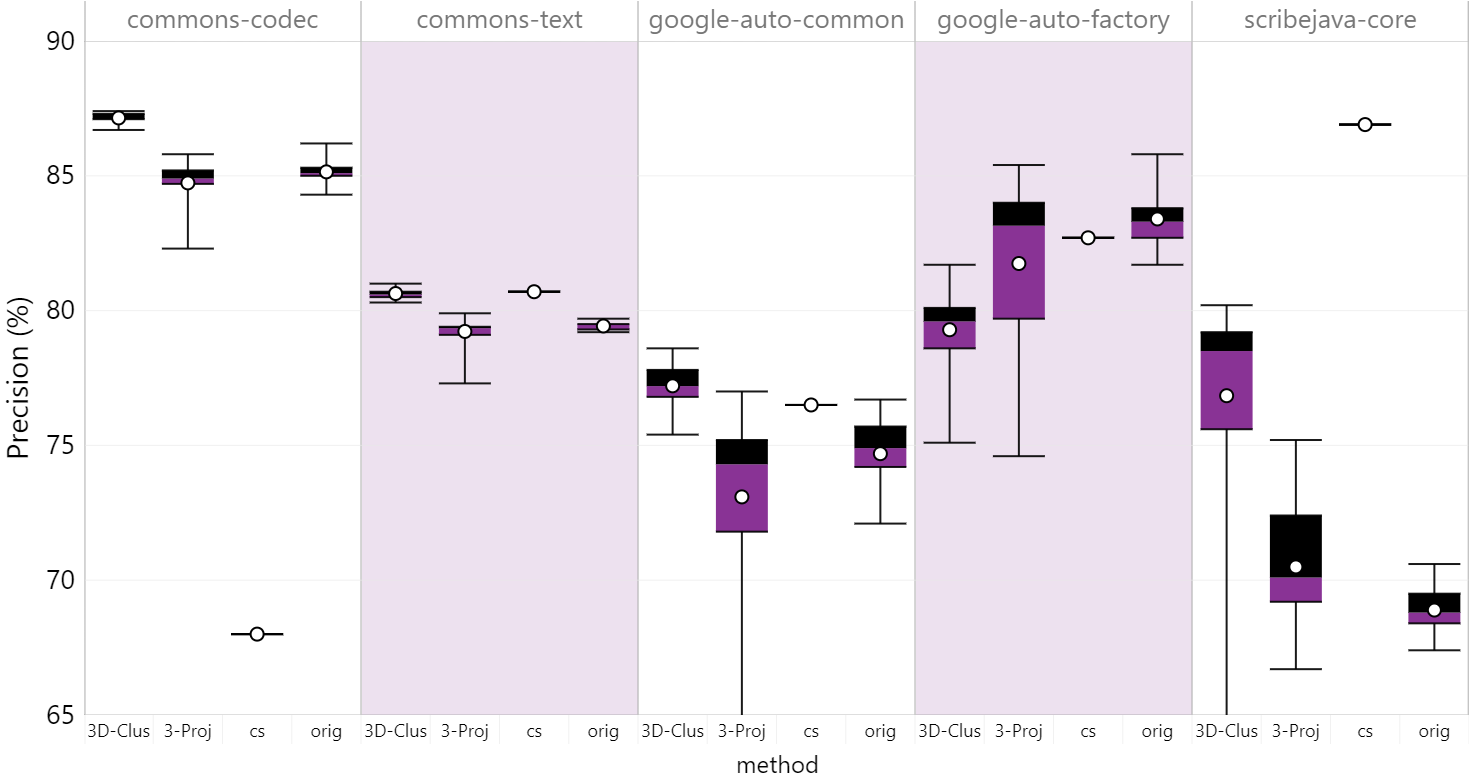 commons-codec commons-text google-auto-common google-auto-factory scribejava-core
90
85
80
75
70
65
Precision (%)
3D-Clus 3-Proj cs orig 3D-Clus 3-Proj cs orig 3D-Clus 3-Proj cs orig 3D-Clus 3-Proj cs orig 3D-Clus 3-Proj cs orig
method